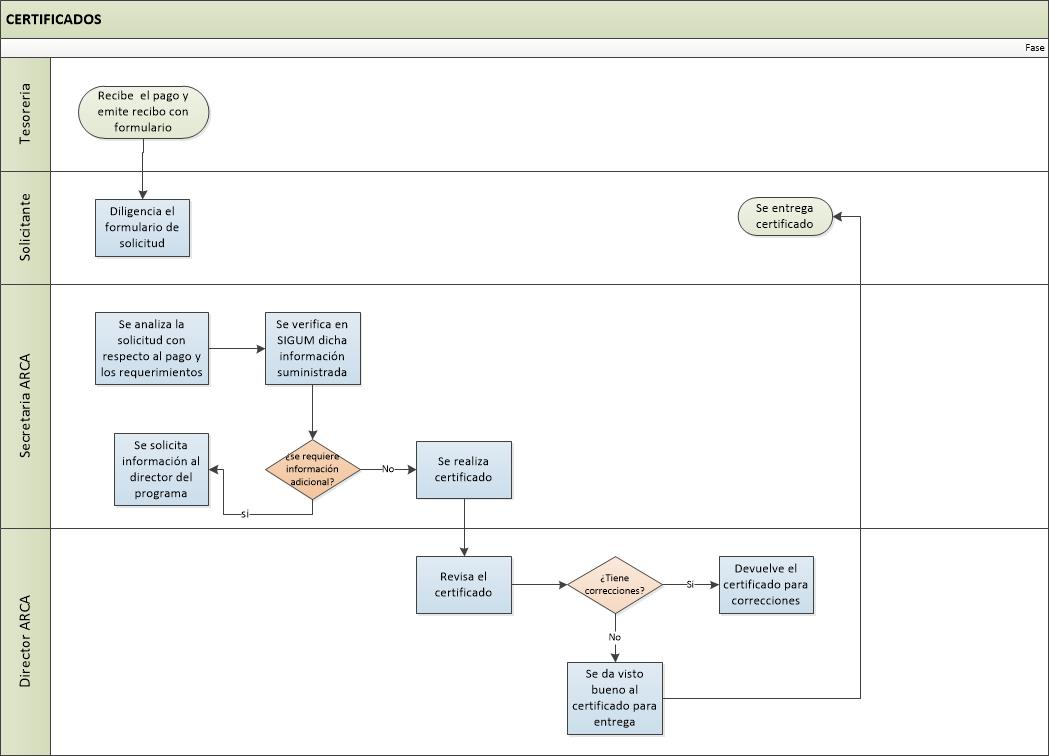 CERTIFICADOS
Fase
Tesoreria
Recibe el pago y
emite recibo con
formulario
Solicitante
Diligencia el
formulario de
solicitud
Se entrega
certificado
Secretaria ARCA
Se analiza la
solicitud con
respecto al pago y
los requerimientos
Se verifica en
SIGUM dicha
información
suministrada
Se solicita
información al
director del
programa
¿se requiere
información
adicional?
No
Se realiza
certificado
si
Director ARCA
Revisa el
certificado
¿Tiene
correcciones?
Si
Devuelve el
certificado para
correcciones
No
Se da visto
bueno al
certificado para
entrega